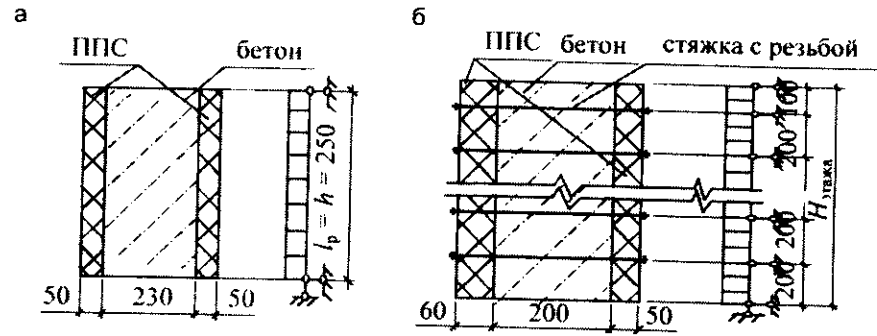 а
ППС
бетон
lр = h = 250
50
230
50
б
ППС
бетон
стяжка с резьбой
100
200
200
200
Hэтажа
60
200
50